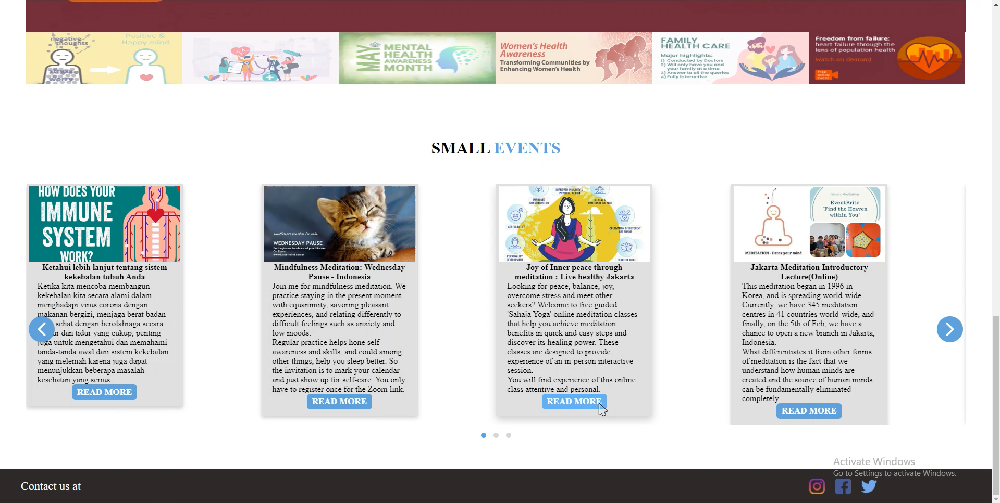 negative
thoughts
stress
worry
Positive &
Happy mind
MAY
MENTAL
HEALTH
AWARENESS
MONTH
Women's Health
Awareness
Transforming Communities by
Enhancing Women's Health
FAMILY
HEALTH CARE
Major highlights:
1) Conducted by Doctors
2) Will only have you and
your family at a time
3) Answer to all the queries
4) Fully Interactive
Freedom from failure:
heart failure through the
lens of population health
Watch on demand
Free
online
event
SMALL EVENTS
HOW DOES YOUR
IMMUNE
SYSTEM
WORK?
Ketahui lebih lanjut tentang sistem
kekebalan tubuh Anda
Ketika kita mencoba membangun
kekebalan kita secara alami dalam
menghadapi virus corona dengan
makanan bergizi, menjaga berat badan
sehat dengan berolahraga secara
dan tidur yang cukup, penting
juga untuk mengetahui dan memahami
tanda-tanda awal dari sistem kekebalan
yang melemah karena juga dapat
menunjukkan beberapa masalah
kesehatan yang serius.
READ MORE
mindfulness practice for calm
WEDNESDAY PAUSE
For beginners to advanced practitioners
On Zoom
www.kindermind.center
Mindfulness Meditation: Wednesday
Pause - Indonesia
Join me for mindfulness meditation. We
practice staying in the present moment
with equanimity, savoring pleasant
experiences, and relating differently to
difficult feelings such as anxiety and
low moods.
Regular practice helps hone self-
awareness and skills, and could among
other things, help you sleep better. So
the invitation is to mark your calendar
and just show up for self-care. You only
have to register once for the Zoom link.
READ MORE
IMPROVED IMMUNITY &
PHYSICAL HEALTH
IMPROVED
CONCENTRATION
MENTAL &
EMOTIONAL BALANCE
STRESS RELIEF
CULTIVATION OF DIFFERENT
ART FORMS
PERSONALITY
DEVELOPMENT
PEACE OF MIND
Joy of Inner peace through
meditation : Live healthy Jakarta
Looking for peace, balance, joy,
overcome stress and meet other
seekers? Welcome to free guided
'Sahaja Yoga' online meditation classes
that help you achieve meditation
benefits in quick and easy steps and
discover its healing power. These
classes are designed to provide
experience of an in-person interactive
session.
You will find experience of this online
class attentive and personal.
READ MORE
Jakarta Meditation
EventBrite
"Find the Heaven
within You"
MEDITATION - Detox your mind
Jakarta Meditation Introductory
Lecture(Online)
This meditation began in 1996 in
Korea, and is spreading world-wide.
Currently, we have 345 meditation
centres in 41 countries world-wide, and
finally, on the 5th of Feb, we have a
chance to open a new branch in Jakarta,
Indonesia.
What differentiates it from other forms
of meditation is the fact that we
understand how human minds are
created and the source of human minds
can be fundamentally eliminated
completely.
READ MORE
Activate Windows
Go to Settings to activate Windows.
Contact us at